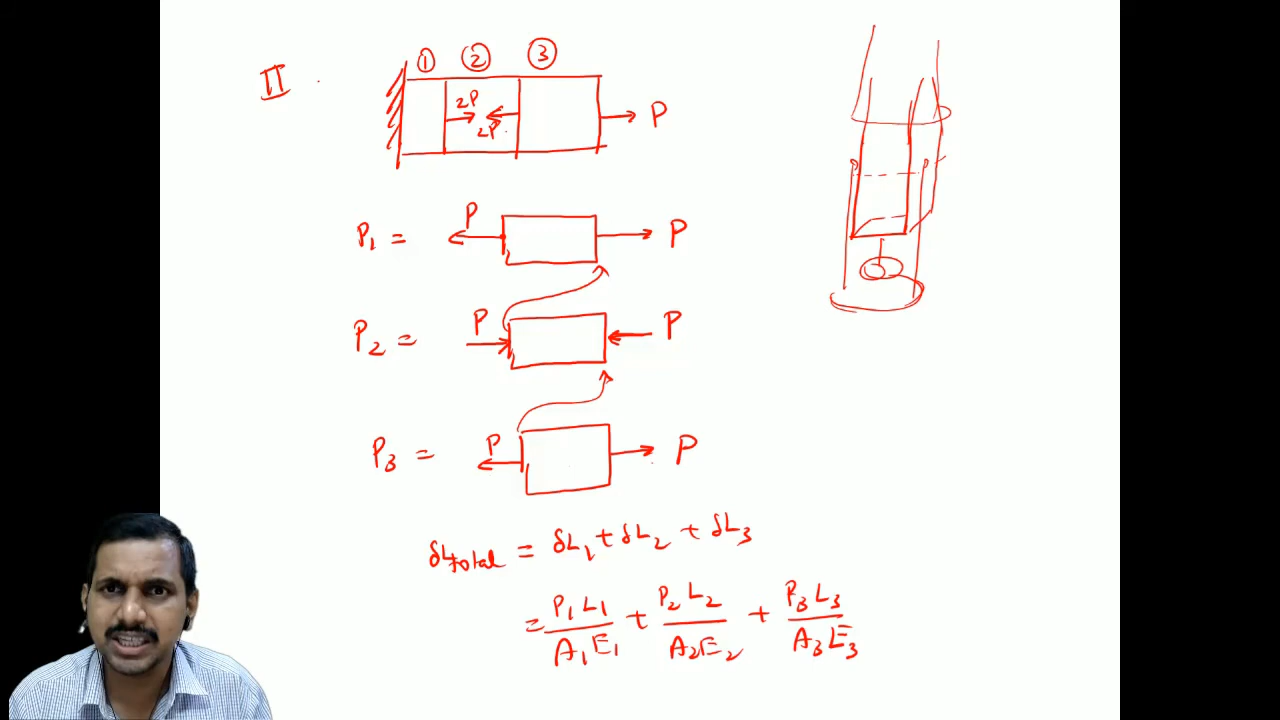 II
① ② ③
2P 2P P
P₁ = P P
P₂ = P P
P₃ = P P
δL_total = δL₁ + δL₂ + δL₃
= P₁L₁/A₁E₁ + P₂L₂/A₂E₂ + P₃L₃/A₃E₃